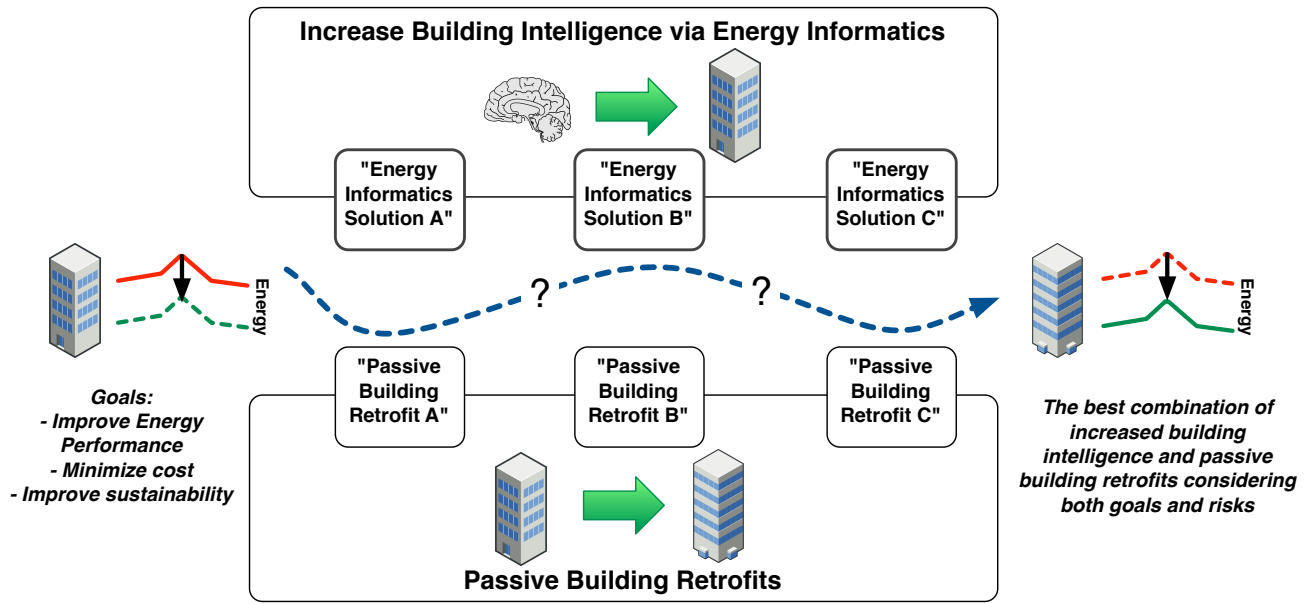 Increase Building Intelligence via Energy Informatics
"Energy
Informatics
Solution A"
"Energy
Informatics
Solution B"
"Energy
Informatics
Solution C"
Energy
?
?
Energy
Goals:
- Improve Energy
Performance
- Minimize cost
- Improve sustainability
"Passive
Building
Retrofit A"
"Passive
Building
Retrofit B"
"Passive
Building
Retrofit C"
The best combination of
increased building
intelligence and passive
building retrofits considering
both goals and risks
Passive Building Retrofits